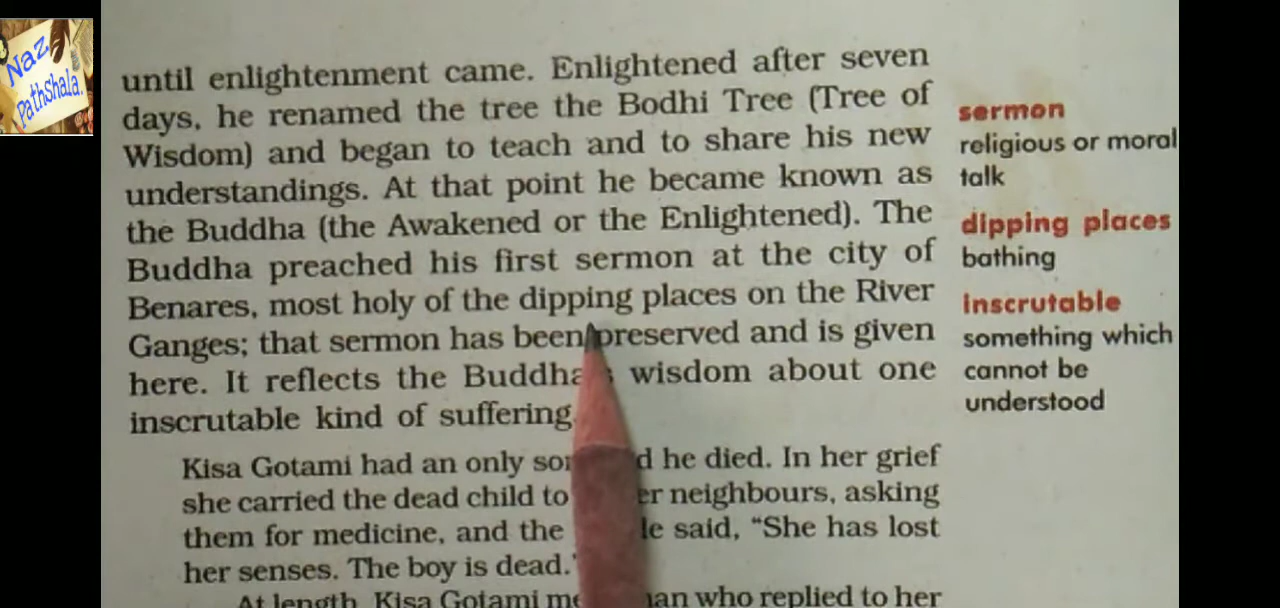 Naz
PathShala.
until enlightenment came. Enlightened after seven
days, he renamed the tree the Bodhi Tree (Tree of
Wisdom) and began to teach and to share his new
understandings. At that point he became known as
the Buddha (the Awakened or the Enlightened). The
Buddha preached his first sermon at the city of
Benares, most holy of the dipping places on the River
Ganges; that sermon has been preserved and is given
here. It reflects the Buddha's wisdom about one
inscrutable kind of suffering.
Kisa Gotami had an only he died. In her grief
she carried the dead child to neighbours, asking
them for medicine, and the said, “She has lost
her senses. The boy is dead.
At length, Kisa Gotami who replied to her
sermon
religious or moral
talk
dipping places
bathing
inscrutable
something which
cannot be
understood